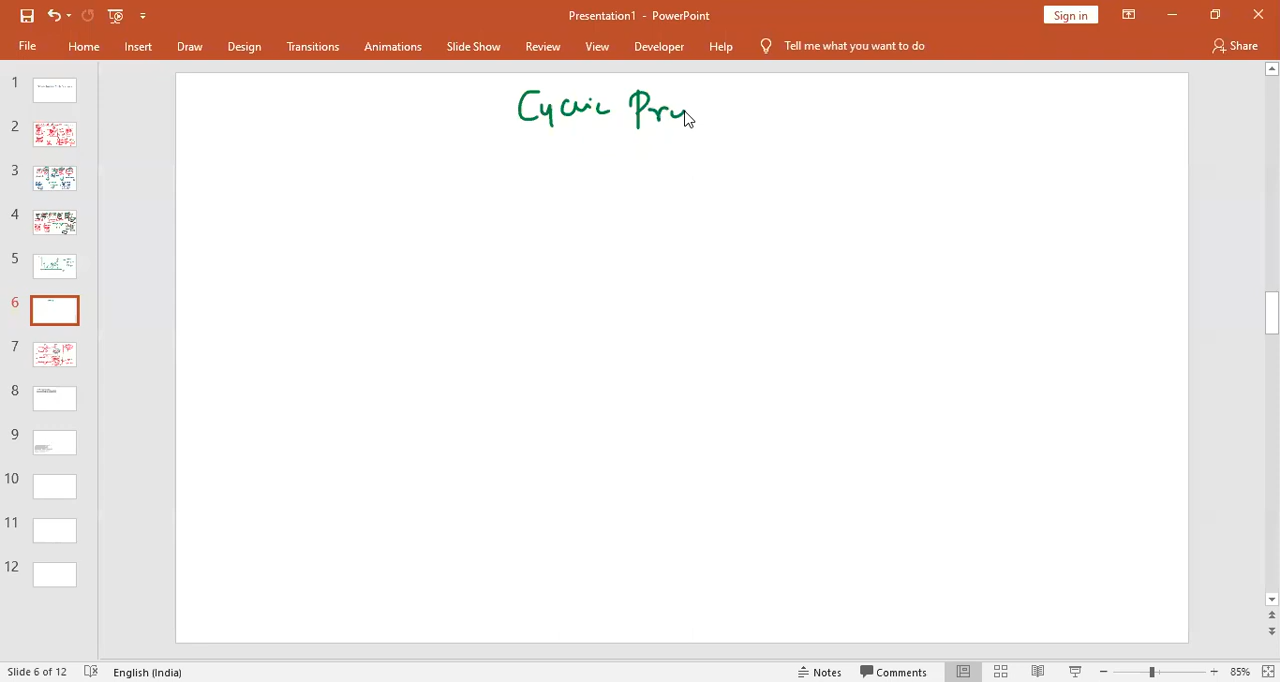 Presentation1 - PowerPoint
Sign in
File Home Insert Draw Design Transitions Animations Slide Show Review View Developer Help Tell me what you want to do Share
1
2
3
4
5
6
7
8
9
10
11
12
Cyclic Pr
Slide 6 of 12 English (India) Notes Comments 85%